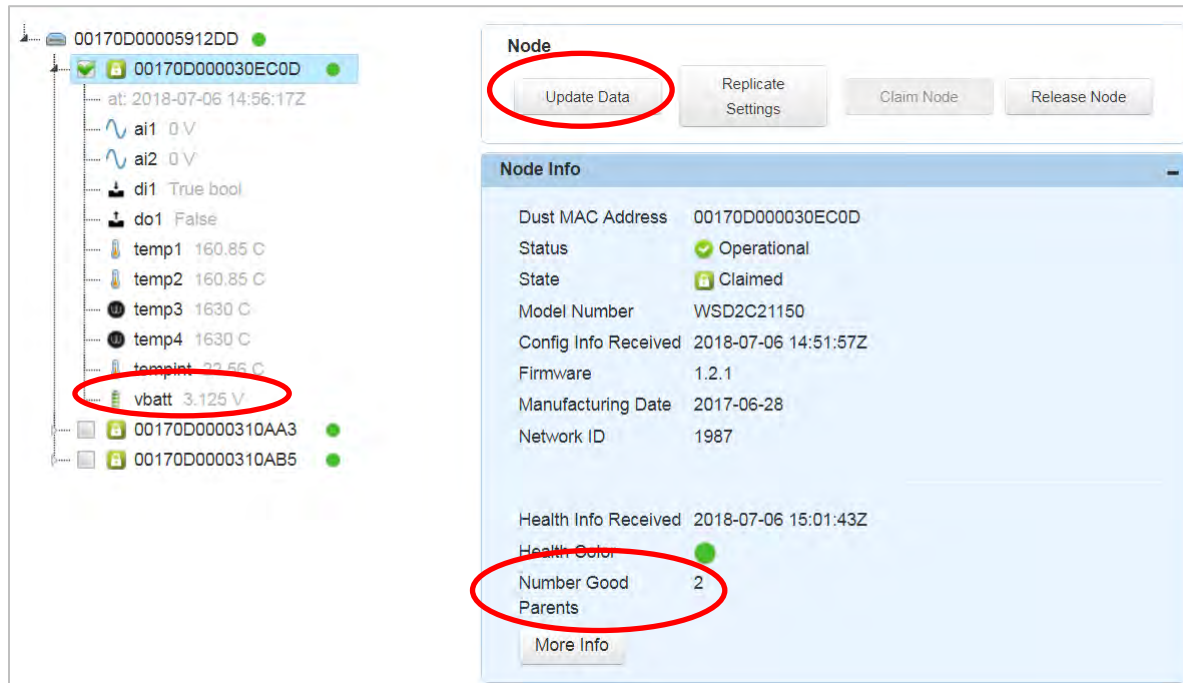 00170D00005912DD
00170D000030EC0D
at: 2018-07-06 14:56:17Z
ai1 0 V
ai2 0 V
di1 True bool
do1 False
temp1 160.85 C
temp2 160.85 C
temp3 1630 C
temp4 1630 C
tempint 22.56 C
vbatt 3.125 V
00170D0000310AA3
00170D0000310AB5
Node
Update Data
Replicate
Settings
Claim Node
Release Node
Node Info
Dust MAC Address 00170D000030EC0D
Status Operational
State Claimed
Model Number WSD2C21150
Config Info Received 2018-07-06 14:51:57Z
Firmware 1.2.1
Manufacturing Date 2017-06-28
Network ID 1987
Health Info Received 2018-07-06 15:01:43Z
Health Color
Number Good 2
Parents
More Info